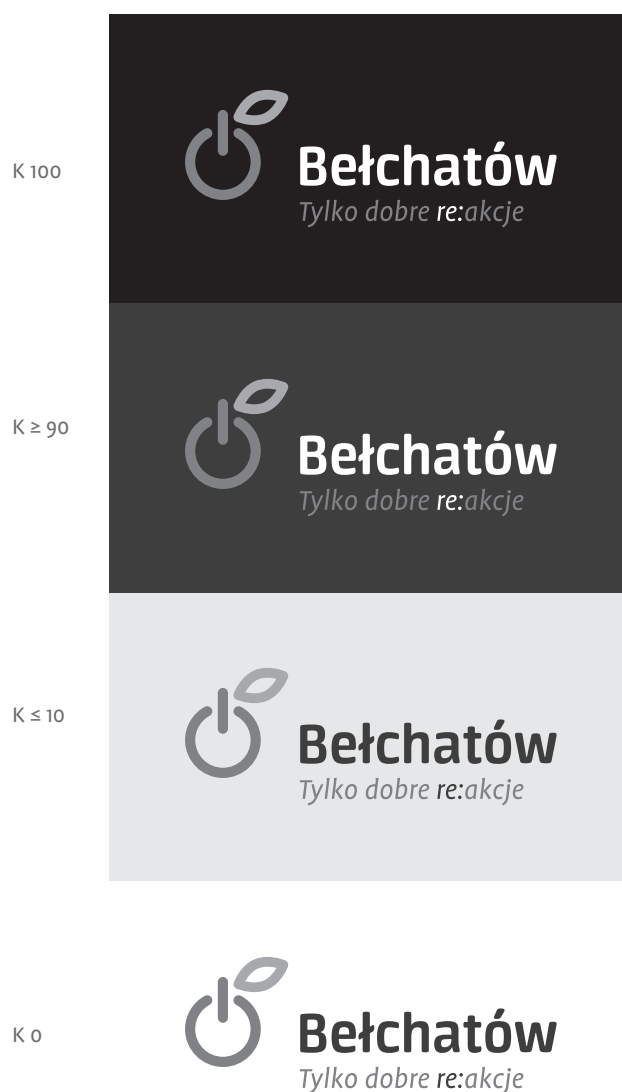 K 100
Bełchatów
Tylko dobre re:akcje
K ≥ 90
Bełchatów
Tylko dobre re:akcje
K ≤ 10
Bełchatów
Tylko dobre re:akcje
K 0
Bełchatów
Tylko dobre re:akcje